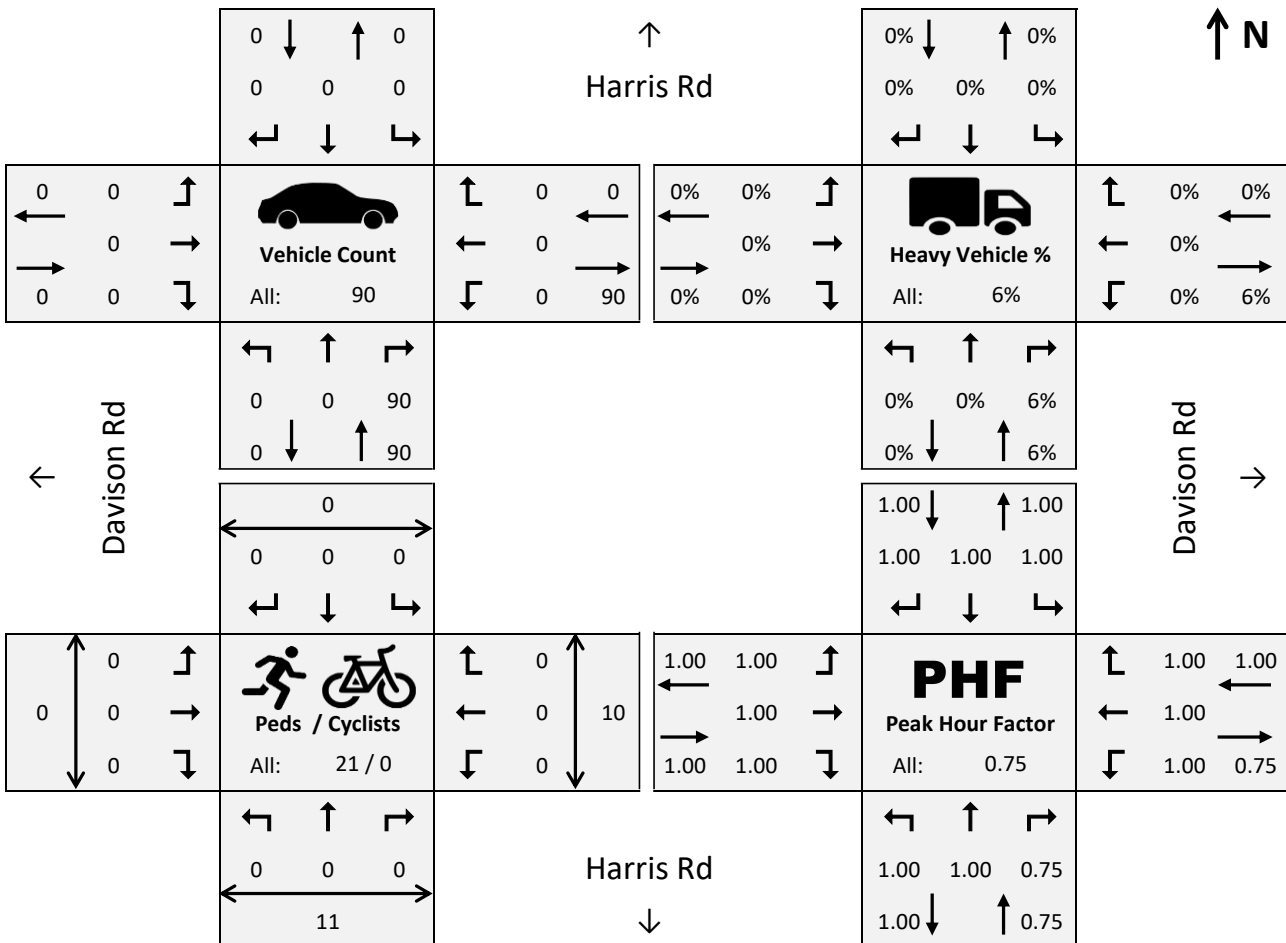 0 0
0 0 0
Harris Rd
0% 0%
0% 0% 0%
N
0 0
0
0 0
Vehicle Count
All: 90
0 0
0
0 90
0% 0%
0%
0% 0%
Heavy Vehicle %
All: 6%
0% 0%
0%
0% 6%
0 0 90
0 90
0% 0% 6%
0% 6%
Davison Rd
Davison Rd
0
0 0 0
1.00 1.00
1.00 1.00 1.00
0
0
0
0
Peds / Cyclists
All: 21 / 0
0
0
0
10
1.00 1.00
1.00
1.00 1.00
PHF
Peak Hour Factor
All: 0.75
1.00 1.00
1.00
1.00 0.75
0 0 0
11
Harris Rd
1.00 1.00 0.75
1.00 0.75